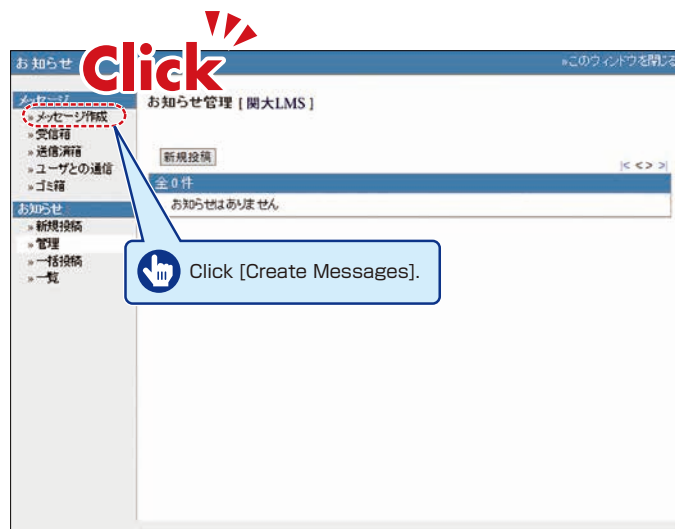 Click
お知らせ
»このウィンドウを閉じる
メッセージ
»メッセージ作成
»受信箱
»送信済箱
»ユーザとの通信
»ゴミ箱
お知らせ
»新規投稿
»管理
»一括投稿
»一覧
お知らせ管理 [ 関大LMS ]
新規投稿
|< <> >|
全0件
お知らせはありません
Click [Create Messages].